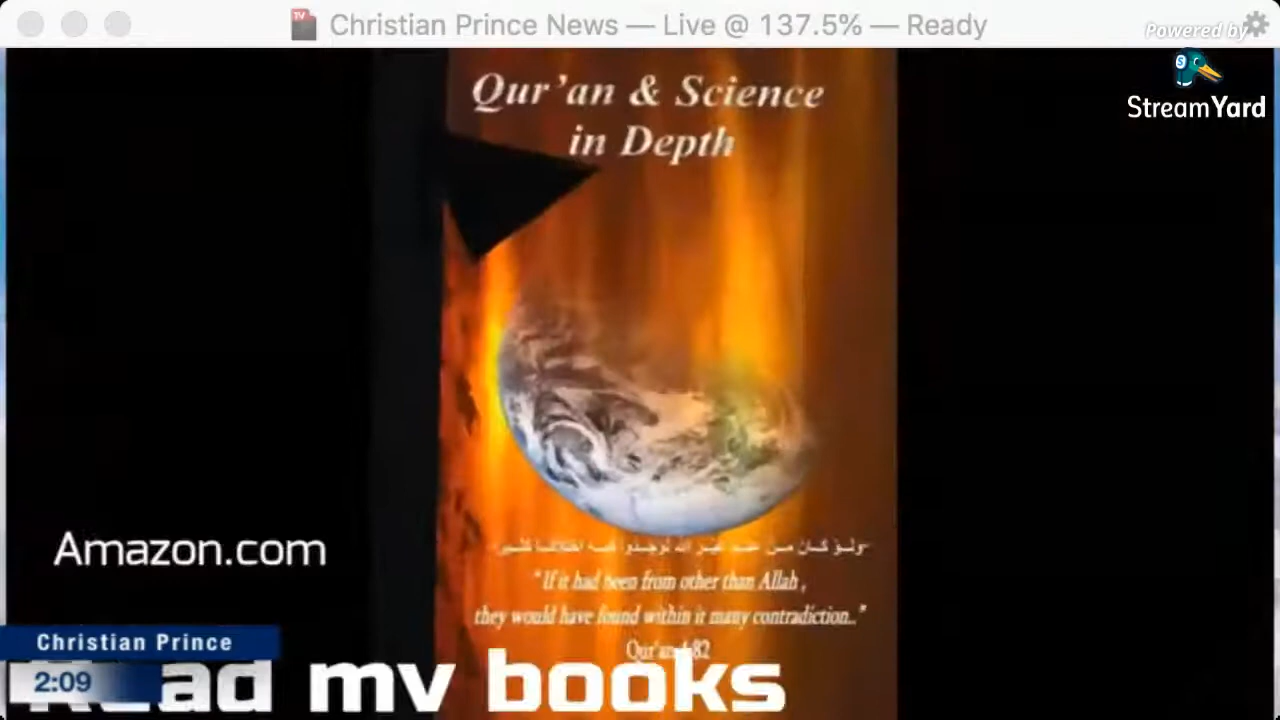 Christian Prince News — Live @ 137.5% — Ready
Powered by
StreamYard
Qur'an & Science
in Depth
Amazon.com
"If it had been from other than Allah ,
they would have found within it many contradiction.."
Christian Prince
2:09
my books